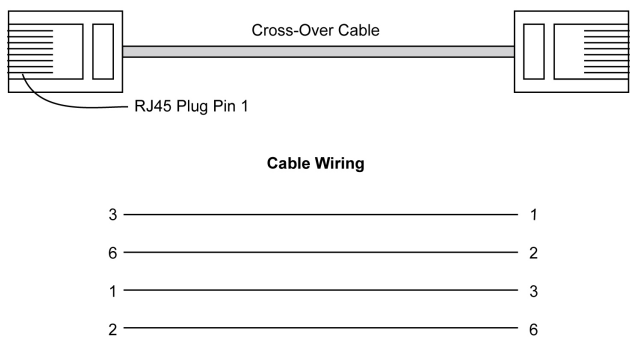 Cross-Over Cable
RJ45 Plug Pin 1
Cable Wiring
3 1
6 2
1 3
2 6